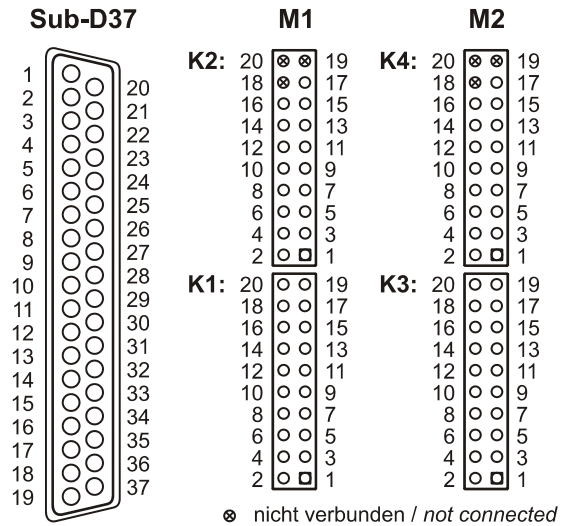 Sub-D37 M1 M2
K2: 20 19 K4: 20 19
1 18 17 18 17
20
2 16 15 16 15
21
3 14 13 14 13
22
4 12 11 12 11
23
5 10 9 10 9
24
6 8 7 8 7
25
7 6 5 6 5
26
8 4 3 4 3
27
9 2 1 2 1
28
10 K1: 20 19 K3: 20 19
29
11 18 17 18 17
30
12 16 15 16 15
31
13 14 13 14 13
32
14 12 11 12 11
33
15 10 9 10 9
34
16 8 7 8 7
35
17 6 5 6 5
36
18 4 3 4 3
37
19 2 1 2 1
nicht verbunden / not connected